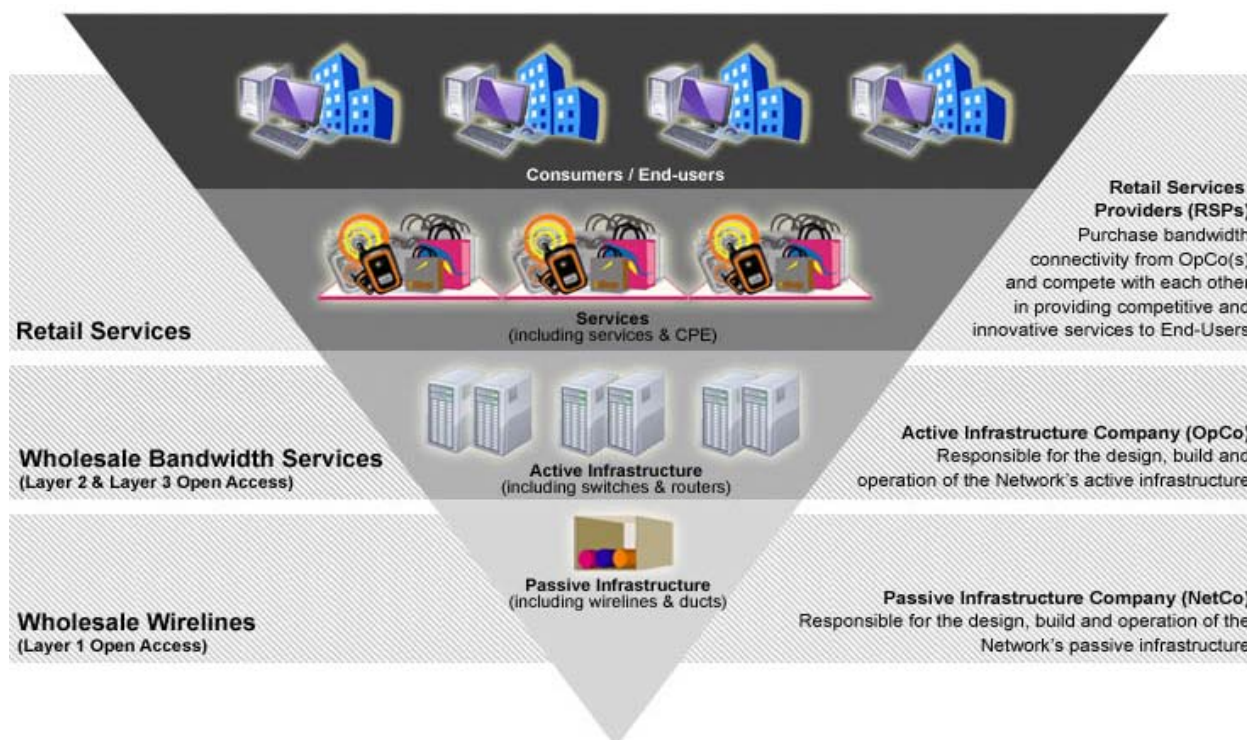 Consumers / End-users
Retail Services
Providers (RSPs)
Purchase bandwidth
connectivity from OpCo(s)
and compete with each other
in providing competitive and
innovative services to End-Users
Services
(including services & CPE)
Retail Services
Active Infrastructure
(including switches & routers)
Wholesale Bandwidth Services
(Layer 2 & Layer 3 Open Access)
Active Infrastructure Company (OpCo)
Responsible for the design, build and
operation of the Network's active infrastructure
Passive Infrastructure
(including wirelines & ducts)
Wholesale Wirelines
(Layer 1 Open Access)
Passive Infrastructure Company (NetCo)
Responsible for the design, build and operation of the
Network's passive infrastructure